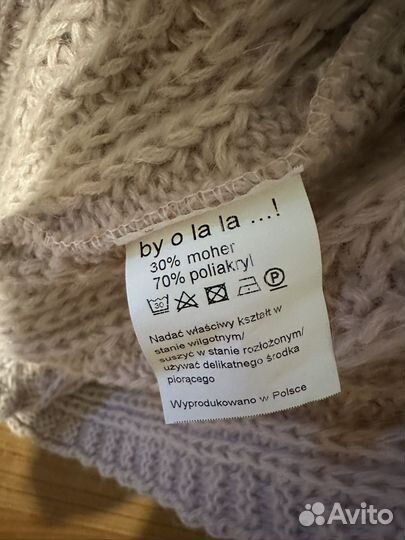 by o la la ...!
30% moher
70% poliakryl
30 P
Nadać właściwy kształt w
stanie wilgotnym/
suszyć w stanie rozłożonym/
używać delikatnego środka
piorącego
Wyprodukowano w Polsce
Avito